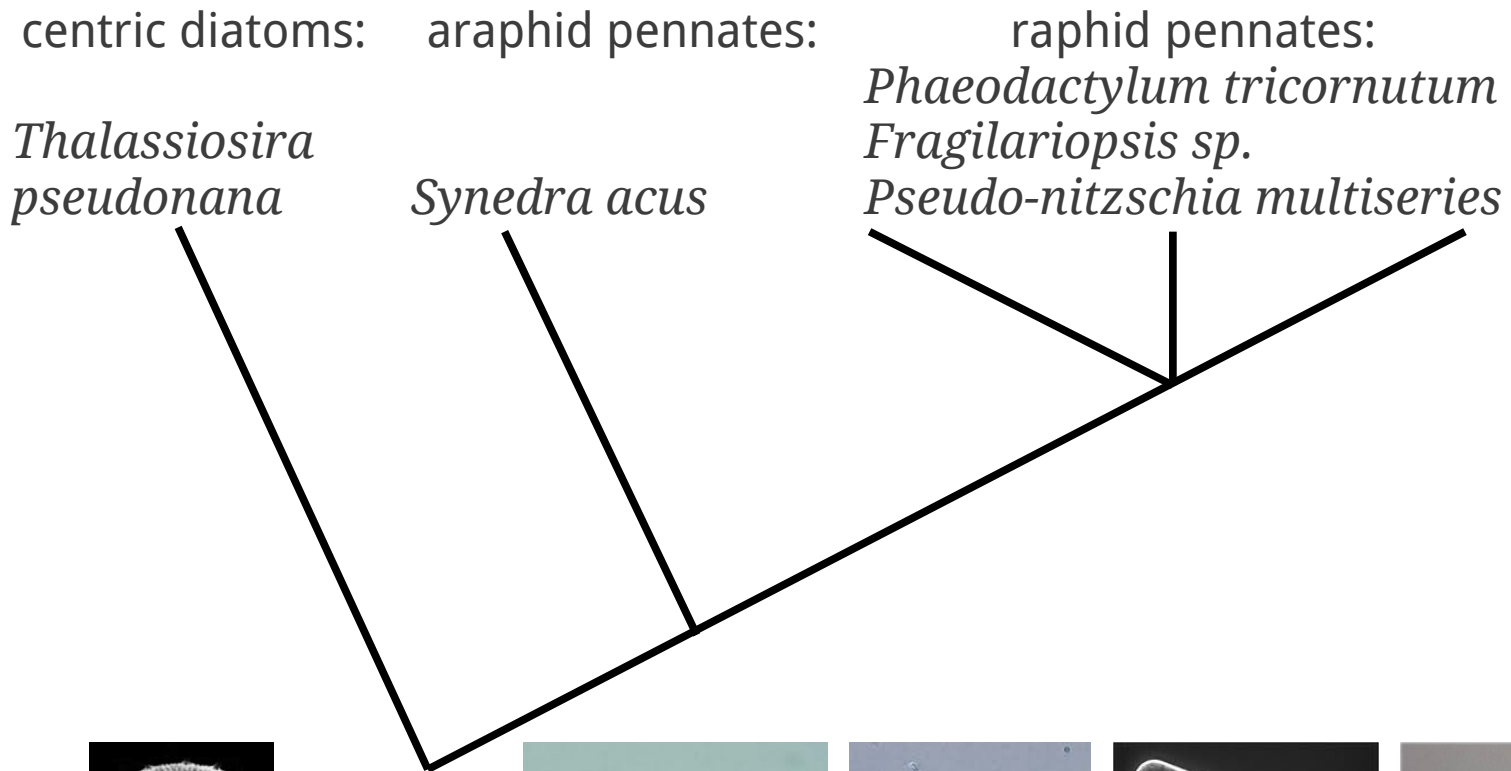 centric diatoms:
Thalassiosira
pseudonana
araphid pennates:
Synedra acus
raphid pennates:
Phaeodactylum tricornutum
Fragilariopsis sp.
Pseudo-nitzschia multiseries